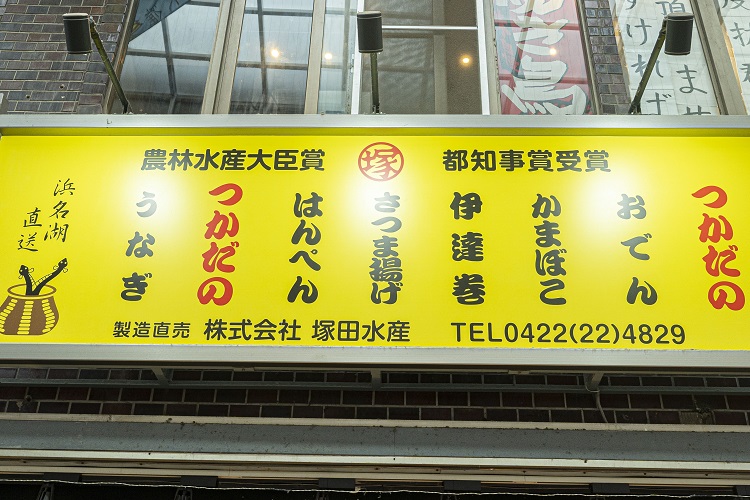 農林水産大臣賞
塚
都知事賞受賞
つかだの
おでん
かまぼこ
伊達巻
さつま揚げ
はんぺん
つかだの
うなぎ
浜名湖
直送
製造直売 株式会社 塚田水産 TEL0422(22)4829